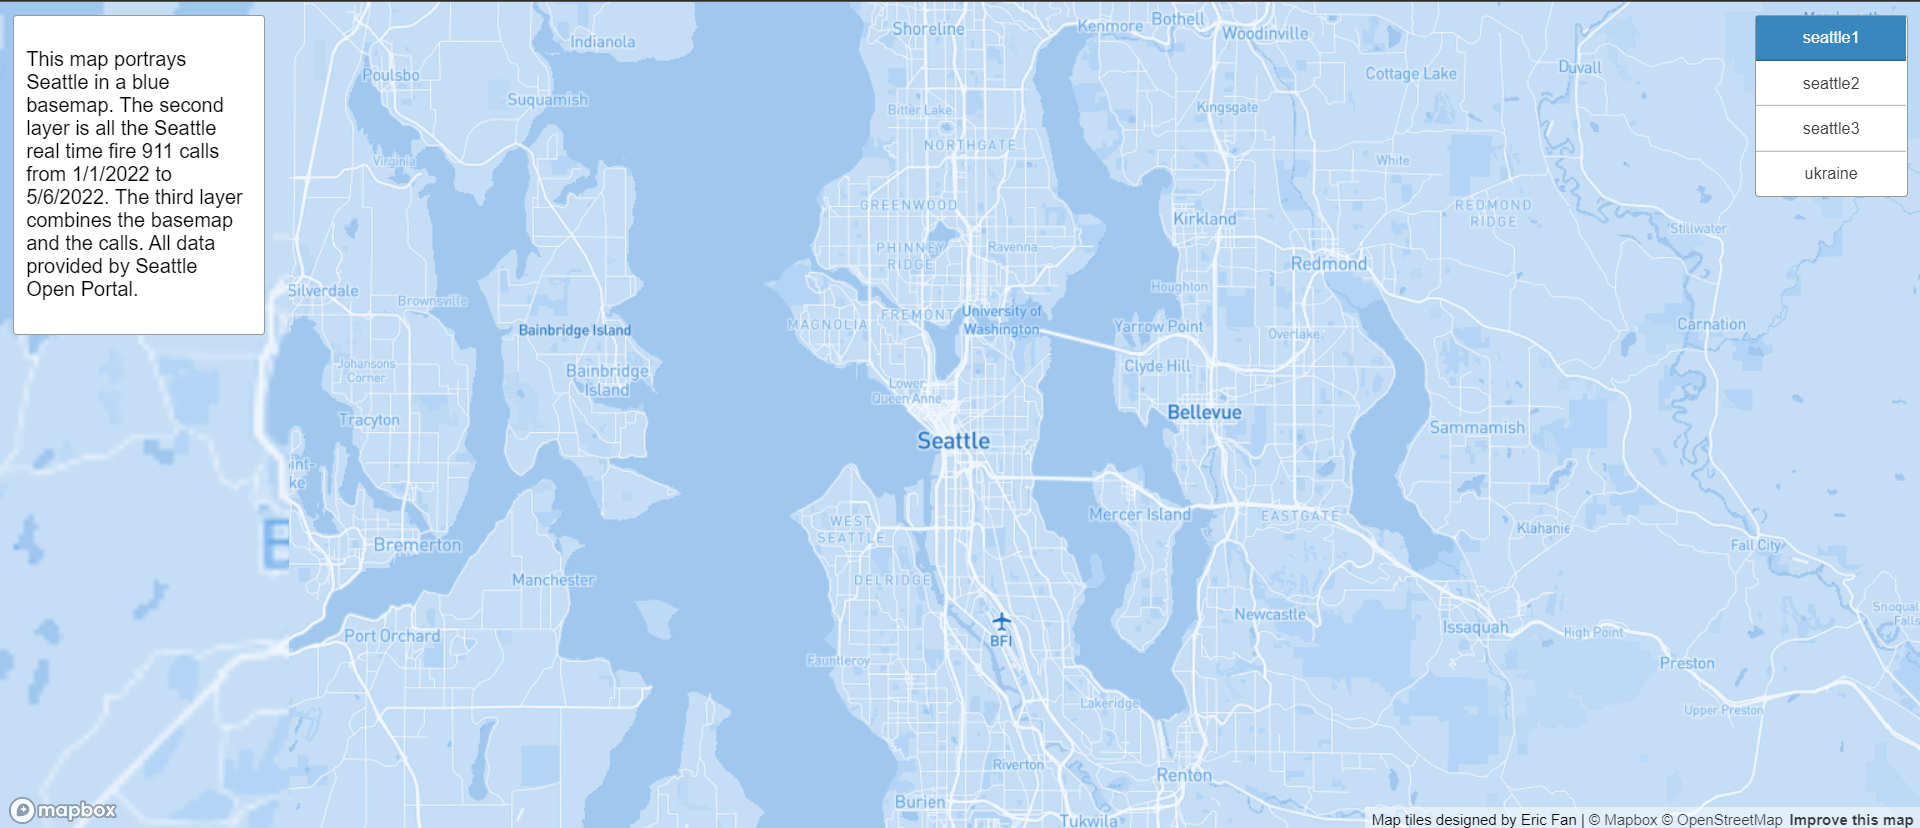 This map portrays
Seattle in a blue
basemap. The second
layer is all the Seattle
real time fire 911 calls
from 1/1/2022 to
5/6/2022. The third layer
combines the basemap
and the calls. All data
provided by Seattle
Open Portal.
seattle1
seattle2
seattle3
ukraine
Indianola
Shoreline
Kenmore
Bothell
Woodinville
Poulsbo
Suquamish
Bitter Lake
Kingsgate
Cottage Lake
Duvall
Virginia
NORTHGATE
White
GREENWOOD
Kirkland
REDMOND
RIDGE
PHINNEY
RIDGE
Ravenna
Stillwater
Redmond
Silverdale
Brownsville
Houghton
Bainbridge Island
MAGNOLIA
FREMONT
University of
Washington
Yarrow Point
Overlake
Carnation
Johansons
Corner
Bainbridge
Island
Clyde Hill
Lower
Queen Anne
Tracyton
Seattle
Bellevue
Sammamish
int-
ke
WEST
SEATTLE
Mercer Island
EASTGATE
Klahanie
Bremerton
Fall City
Manchester
DELRIDGE
Newcastle
BFI
Port Orchard
Issaquah
High Point
Snoqual
Falls
Fauntleroy
Preston
Lakeridge
Upper Preston
Riverton
Renton
Burien
Tukwila
mapbox
Map tiles designed by Eric Fan | © Mapbox © OpenStreetMap Improve this map